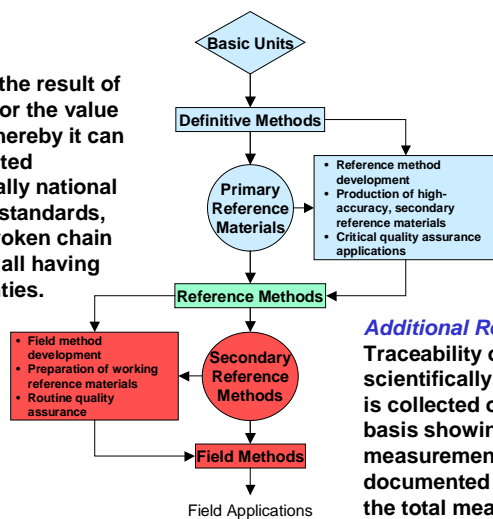 Basic Units
the result of
or the value
hereby it can
ted
ally national
standards,
oken chain
all having
ties.
Definitive Methods
Primary
Reference
Materials
• Reference method
development
• Production of high-
accuracy, secondary
reference materials
• Critical quality assurance
applications
Reference Methods
• Field method
development
• Preparation of working
reference materials
• Routine quality
assurance
Secondary
Reference
Methods
Field Methods
Field Applications
Additional Re
Traceability o
scientifically
is collected o
basis showin
measurement
documented
the total mea